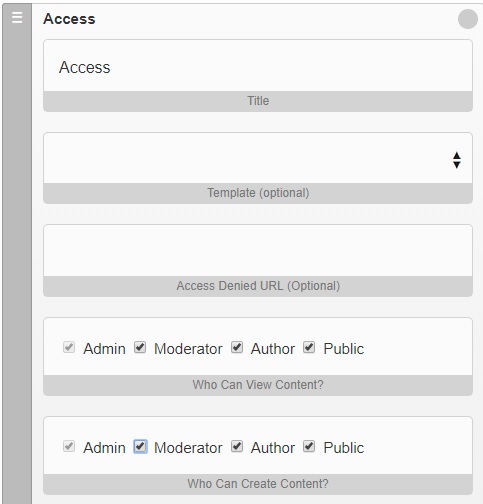 Access
Access
Title
Template (optional)
Access Denied URL (Optional)
Admin Moderator Author Public
Who Can View Content?
Admin Moderator Author Public
Who Can Create Content?